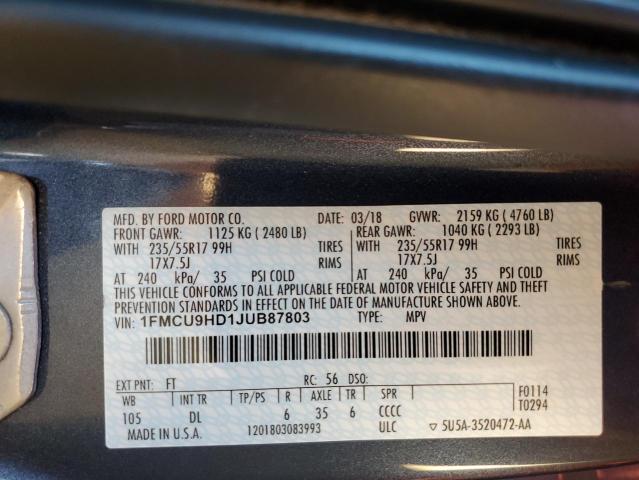 MFD. BY FORD MOTOR CO. DATE: 03/18 GVWR: 2159 KG ( 4760 LB)
FRONT GAWR: 1125 KG ( 2480 LB) REAR GAWR: 1040 KG ( 2293 LB)
WITH 235/55R17 99H TIRES WITH 235/55R17 99H TIRES
17X7.5J RIMS 17X7.5J RIMS
AT 240 kPa/ 35 PSI COLD AT 240 kPa/ 35 PSI COLD
THIS VEHICLE CONFORMS TO ALL APPLICABLE FEDERAL MOTOR VEHICLE SAFETY AND THEFT
PREVENTION STANDARDS IN EFFECT ON THE DATE OF MANUFACTURE SHOWN ABOVE.
VIN: 1FMCU9HD1JUB87803 TYPE: MPV
EXT PNT: FT RC: 56 DSO:
WB INT TR TP/PS R AXLE TR SPR F0114
105 DL 6 35 6 CCCC T0294
MADE IN U.S.A. 1201803083993 ULC ▽ 5U5A-3520472-AA